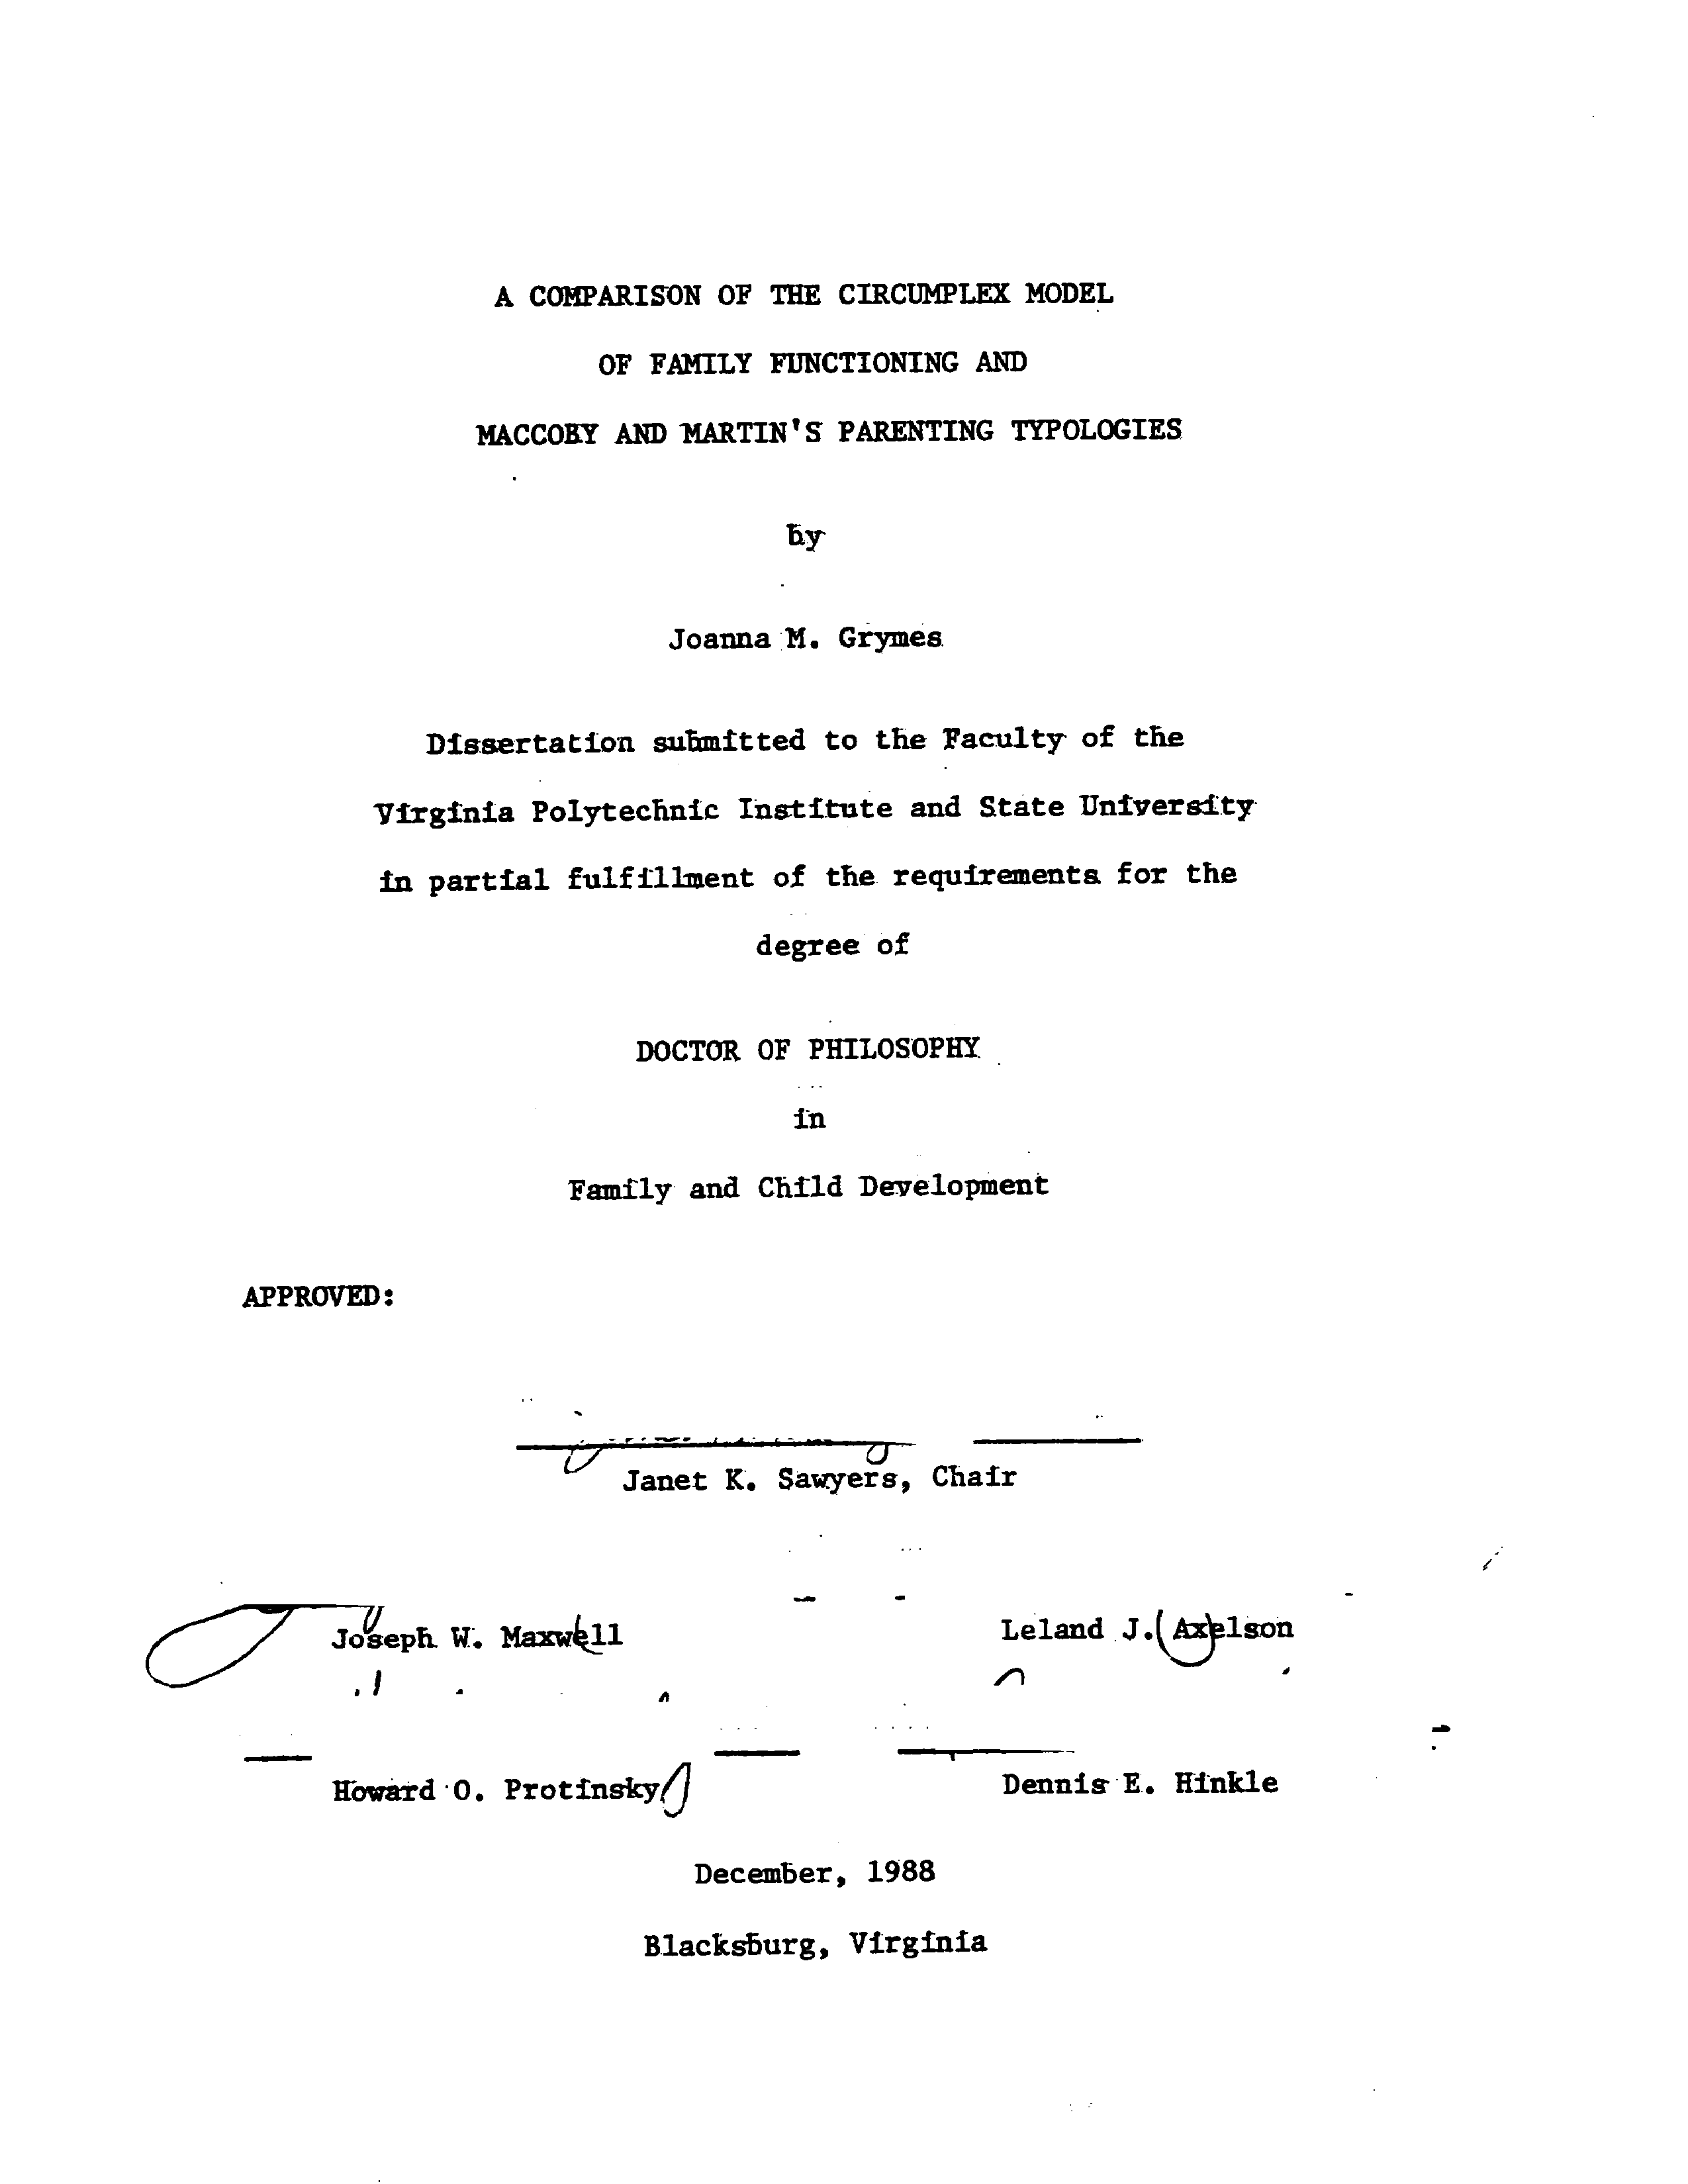 A COMPARISON OF THE CIRCUMPLEX MODEL
OF FAMILY FUNCTIONING AND
MACCOBY AND MARTIN'S PARENTING TYPOLOGIES
by
Joanna M. Grymes
Dissertation submitted to the Faculty of the
Virginia Polytechnic Institute and State University
in partial fulfillment of the requirements for the
degree of
DOCTOR OF PHILOSOPHY
in
Family and Child Development
APPROVED:
Janet K. Sawyers, Chair
Joseph W. Maxwell Leland J. Axelson
Howard O. Protinsky Dennis E. Hinkle
December, 1988
Blacksburg, Virginia